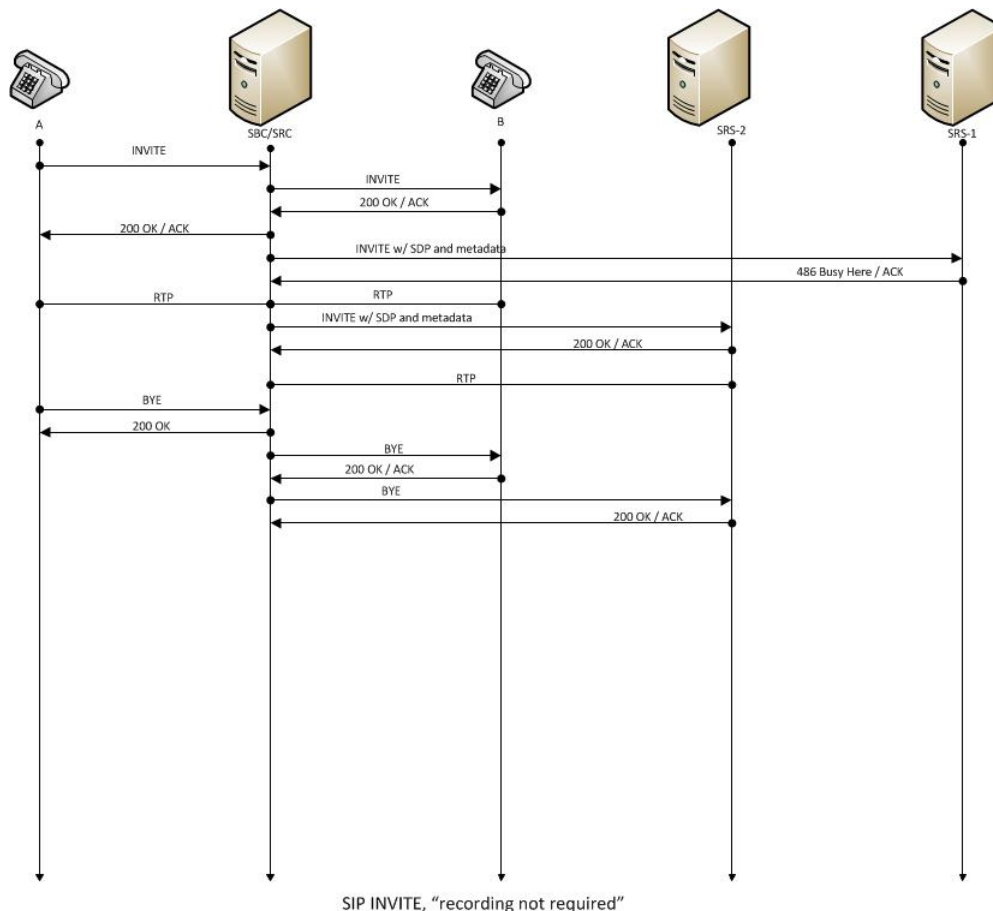 A
SBC/SRC
B
SRS-2
SRS-1
INVITE
INVITE
200 OK / ACK
200 OK / ACK
INVITE w/ SDP and metadata
486 Busy Here / ACK
RTP
RTP
INVITE w/ SDP and metadata
200 OK / ACK
RTP
BYE
200 OK
BYE
200 OK / ACK
BYE
200 OK / ACK
SIP INVITE, “recording not required”